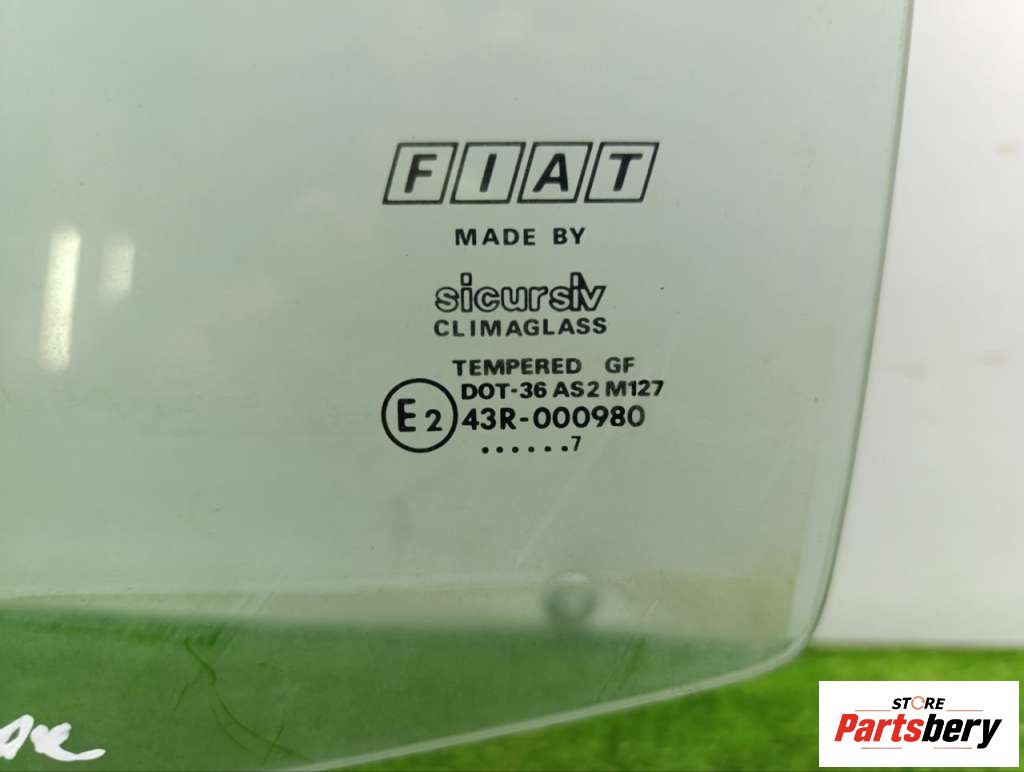 FIAT
MADE BY
sicursiv
CLIMAGLASS
TEMPERED GF
DOT-36 AS2 M127
E2 43R-000980
......7
STORE
Partsbery